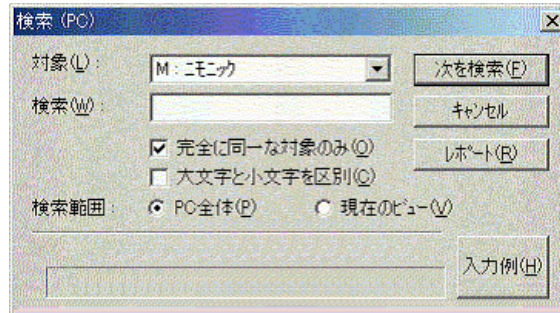 検索 (PC)
対象(L) : M : ニモニック 次を検索(F)
検索(W) : キャンセル
完全に同一な対象のみ(O) レポート(R)
大文字と小文字を区別(C)
検索範囲 : PC全体(P) 現在のビュー(V)
入力例(H)